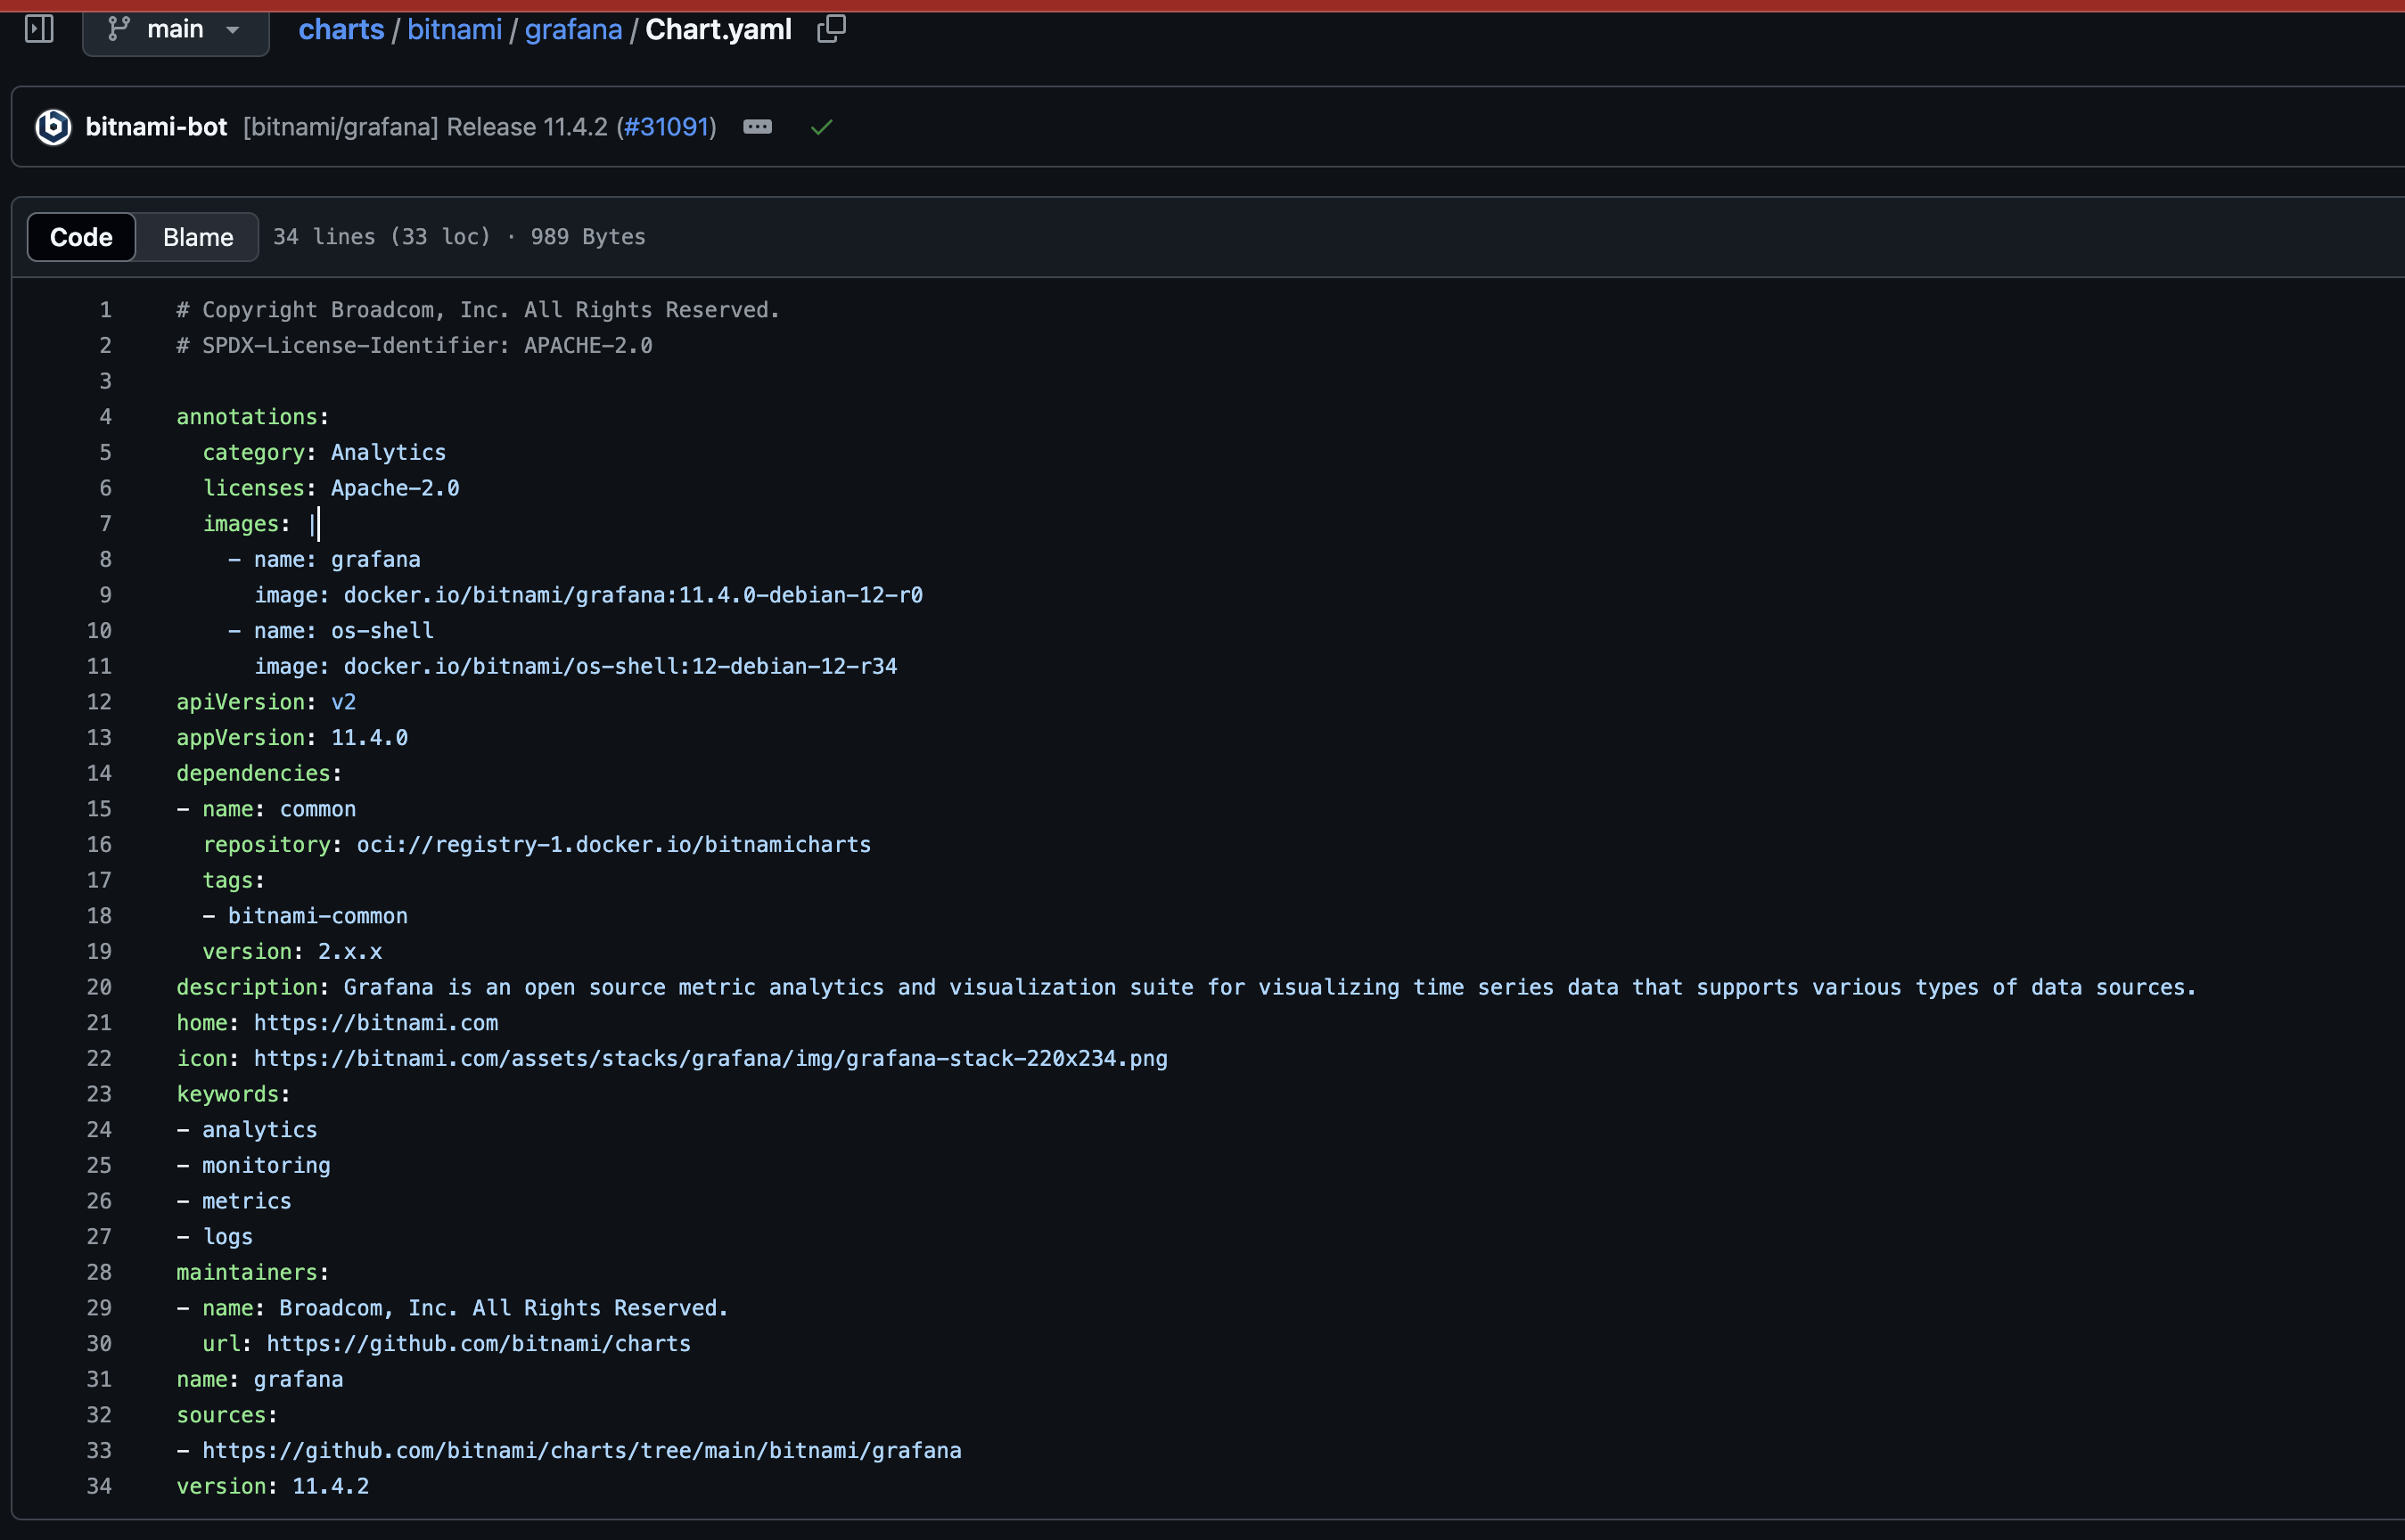 main charts / bitnami / grafana / Chart.yaml
bitnami-bot [bitnami/grafana] Release 11.4.2 (#31091)
Code Blame 34 lines (33 loc) · 989 Bytes
1 # Copyright Broadcom, Inc. All Rights Reserved.
2 # SPDX-License-Identifier: APACHE-2.0
3
4 annotations:
5   category: Analytics
6   licenses: Apache-2.0
7   images: |
8     - name: grafana
9       image: docker.io/bitnami/grafana:11.4.0-debian-12-r0
10     - name: os-shell
11       image: docker.io/bitnami/os-shell:12-debian-12-r34
12 apiVersion: v2
13 appVersion: 11.4.0
14 dependencies:
15 - name: common
16   repository: oci://registry-1.docker.io/bitnamicharts
17   tags:
18   - bitnami-common
19   version: 2.x.x
20 description: Grafana is an open source metric analytics and visualization suite for visualizing time series data that supports various types of data sources.
21 home: https://bitnami.com
22 icon: https://bitnami.com/assets/stacks/grafana/img/grafana-stack-220x234.png
23 keywords:
24 - analytics
25 - monitoring
26 - metrics
27 - logs
28 maintainers:
29 - name: Broadcom, Inc. All Rights Reserved.
30   url: https://github.com/bitnami/charts
31 name: grafana
32 sources:
33 - https://github.com/bitnami/charts/tree/main/bitnami/grafana
34 version: 11.4.2